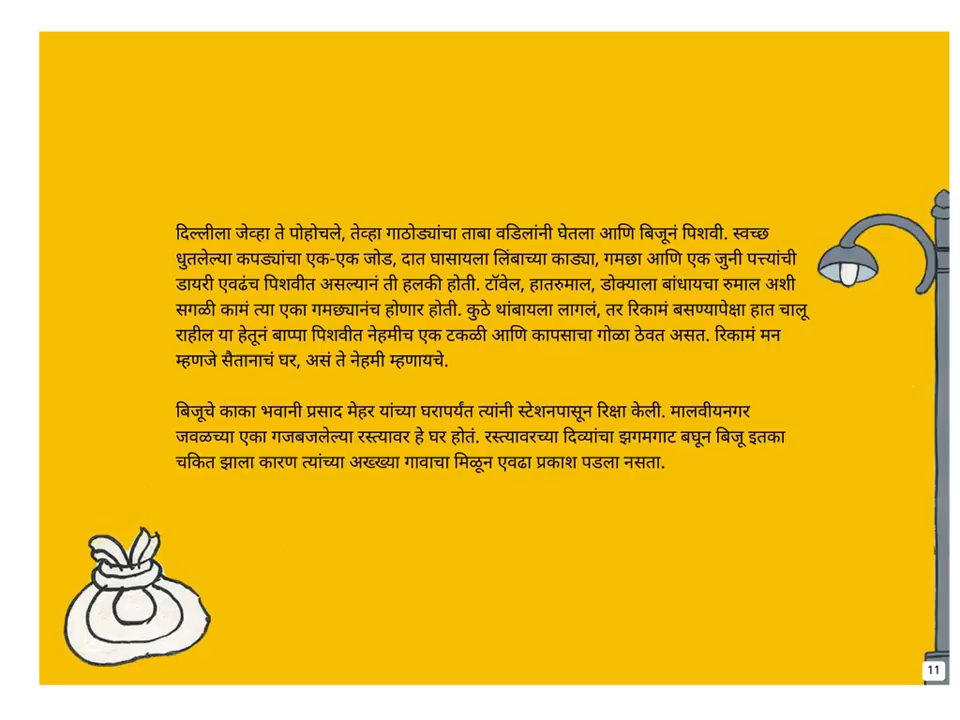 दिल्लीला जेव्हा ते पोहोचले, तेव्हा गाठोड्यांचा ताबा वडिलांनी घेतला आणि बिजूनं पिशवी. स्वच्छ
धुतलेल्या कपड्यांचा एक-एक जोड, दात घासायला लिंबाच्या काड्या, गमछा आणि एक जुनी पत्त्यांची
डायरी एवढंच पिशवीत असल्यानं ती हलकी होती. टॉवेल, हातरुमाल, डोक्याला बांधायचा रुमाल अशी
सगळी कामं त्या एका गमछ्यानंच होणार होती. कुठे थांबायला लागलं, तर रिकामं बसण्यापेक्षा हात चालू
राहील या हेतूनं बाप्पा पिशवीत नेहमीच एक टकळी आणि कापसाचा गोळा ठेवत असत. रिकामं मन
म्हणजे सैतानाचं घर, असं ते नेहमी म्हणायचे.
बिजूचे काका भवानी प्रसाद मेहर यांच्या घरापर्यंत त्यांनी स्टेशनपासून रिक्षा केली. मालवीयनगर
जवळच्या एका गजबजलेल्या रस्त्यावर हे घर होतं. रस्त्यावरच्या दिव्यांचा झगमगाट बघून बिजू इतका
चकित झाला कारण त्यांच्या अख्ख्या गावाचा मिळून एवढा प्रकाश पडला नसता.
11